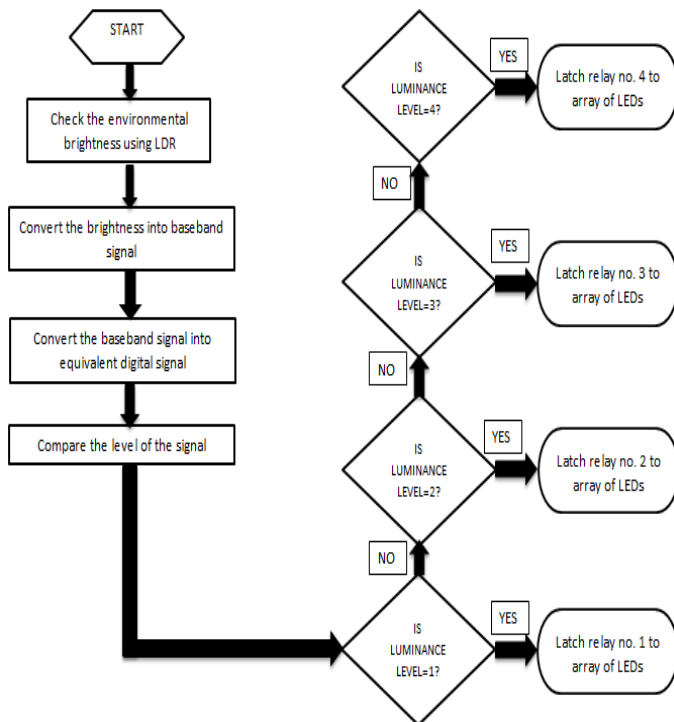 START
Check the environmental
brightness using LDR
Convert the brightness into baseband
signal
Convert the baseband signal into
equivalent digital signal
Compare the level of the signal
IS
LUMINANCE
LEVEL=1?
YES
Latch relay no. 1 to
array of LEDs
NO
IS
LUMINANCE
LEVEL=2?
YES
Latch relay no. 2 to
array of LEDs
NO
IS
LUMINANCE
LEVEL=3?
YES
Latch relay no. 3 to
array of LEDs
NO
IS
LUMINANCE
LEVEL=4?
YES
Latch relay no. 4 to
array of LEDs